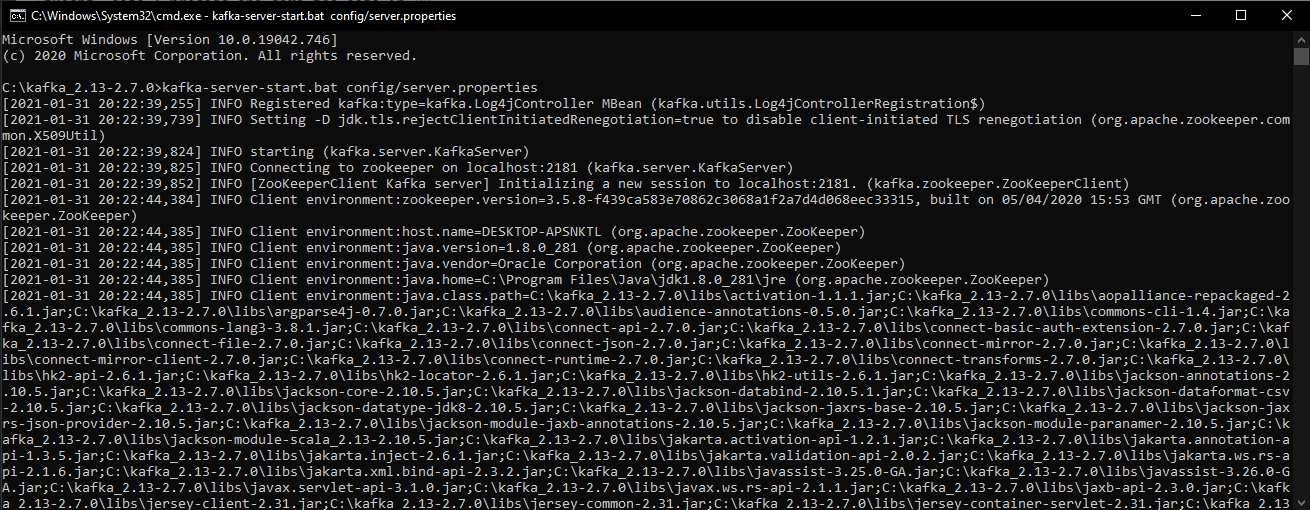 C:\Windows\System32\cmd.exe - kafka-server-start.bat config/server.properties
Microsoft Windows [Version 10.0.19042.746]
(c) 2020 Microsoft Corporation. All rights reserved.
C:\kafka_2.13-2.7.0>kafka-server-start.bat config/server.properties
[2021-01-31 20:22:39,255] INFO Registered kafka:type=kafka.Log4jController MBean (kafka.utils.Log4jControllerRegistration$)
[2021-01-31 20:22:39,739] INFO Setting -D jdk.tls.rejectClientInitiatedRenegotiation=true to disable client-initiated TLS renegotiation (org.apache.zookeeper.com
mon.X509Util)
[2021-01-31 20:22:39,824] INFO starting (kafka.server.KafkaServer)
[2021-01-31 20:22:39,825] INFO Connecting to zookeeper on localhost:2181 (kafka.server.KafkaServer)
[2021-01-31 20:22:39,852] INFO [ZooKeeperClient Kafka server] Initializing a new session to localhost:2181. (kafka.zookeeper.ZooKeeperClient)
[2021-01-31 20:22:44,384] INFO Client environment:zookeeper.version=3.5.8-f439ca583e70862c3068a1f2a7d4d068eec33315, built on 05/04/2020 15:53 GMT (org.apache.zoo
keeper.ZooKeeper)
[2021-01-31 20:22:44,385] INFO Client environment:host.name=DESKTOP-APSNKTL (org.apache.zookeeper.ZooKeeper)
[2021-01-31 20:22:44,385] INFO Client environment:java.version=1.8.0_281 (org.apache.zookeeper.ZooKeeper)
[2021-01-31 20:22:44,385] INFO Client environment:java.vendor=Oracle Corporation (org.apache.zookeeper.ZooKeeper)
[2021-01-31 20:22:44,385] INFO Client environment:java.home=C:\Program Files\Java\jdk1.8.0_281\jre (org.apache.zookeeper.ZooKeeper)
[2021-01-31 20:22:44,385] INFO Client environment:java.class.path=C:\kafka_2.13-2.7.0\libs\activation-1.1.1.jar;C:\kafka_2.13-2.7.0\libs\aopalliance-repackaged-2
.6.1.jar;C:\kafka_2.13-2.7.0\libs\argparse4j-0.7.0.jar;C:\kafka_2.13-2.7.0\libs\audience-annotations-0.5.0.jar;C:\kafka_2.13-2.7.0\libs\commons-cli-1.4.jar;C:\ka
fka_2.13-2.7.0\libs\commons-lang3-3.8.1.jar;C:\kafka_2.13-2.7.0\libs\connect-api-2.7.0.jar;C:\kafka_2.13-2.7.0\libs\connect-basic-auth-extension-2.7.0.jar;C:\kaf
ka_2.13-2.7.0\libs\connect-file-2.7.0.jar;C:\kafka_2.13-2.7.0\libs\connect-json-2.7.0.jar;C:\kafka_2.13-2.7.0\libs\connect-mirror-2.7.0.jar;C:\kafka_2.13-2.7.0\l
ibs\connect-mirror-client-2.7.0.jar;C:\kafka_2.13-2.7.0\libs\connect-runtime-2.7.0.jar;C:\kafka_2.13-2.7.0\libs\connect-transforms-2.7.0.jar;C:\kafka_2.13-2.7.0\
libs\hk2-api-2.6.1.jar;C:\kafka_2.13-2.7.0\libs\hk2-locator-2.6.1.jar;C:\kafka_2.13-2.7.0\libs\hk2-utils-2.6.1.jar;C:\kafka_2.13-2.7.0\libs\jackson-annotations-2
.10.5.jar;C:\kafka_2.13-2.7.0\libs\jackson-core-2.10.5.jar;C:\kafka_2.13-2.7.0\libs\jackson-databind-2.10.5.1.jar;C:\kafka_2.13-2.7.0\libs\jackson-dataformat-csv
-2.10.5.jar;C:\kafka_2.13-2.7.0\libs\jackson-datatype-jdk8-2.10.5.jar;C:\kafka_2.13-2.7.0\libs\jackson-jaxrs-base-2.10.5.jar;C:\kafka_2.13-2.7.0\libs\jackson-jax
rs-json-provider-2.10.5.jar;C:\kafka_2.13-2.7.0\libs\jackson-module-jaxb-annotations-2.10.5.jar;C:\kafka_2.13-2.7.0\libs\jackson-module-paranamer-2.10.5.jar;C:\k
afka_2.13-2.7.0\libs\jackson-module-scala_2.13-2.10.5.jar;C:\kafka_2.13-2.7.0\libs\jakarta.activation-api-1.2.1.jar;C:\kafka_2.13-2.7.0\libs\jakarta.annotation-a
pi-1.3.5.jar;C:\kafka_2.13-2.7.0\libs\jakarta.inject-2.6.1.jar;C:\kafka_2.13-2.7.0\libs\jakarta.validation-api-2.0.2.jar;C:\kafka_2.13-2.7.0\libs\jakarta.ws.rs-a
pi-2.1.6.jar;C:\kafka_2.13-2.7.0\libs\jakarta.xml.bind-api-2.3.2.jar;C:\kafka_2.13-2.7.0\libs\javassist-3.25.0-GA.jar;C:\kafka_2.13-2.7.0\libs\javassist-3.26.0-G
A.jar;C:\kafka_2.13-2.7.0\libs\javax.servlet-api-3.1.0.jar;C:\kafka_2.13-2.7.0\libs\javax.ws.rs-api-2.1.1.jar;C:\kafka_2.13-2.7.0\libs\jaxb-api-2.3.0.jar;C:\kafk
a_2.13-2.7.0\libs\jersey-client-2.31.jar;C:\kafka_2.13-2.7.0\libs\jersey-common-2.31.jar;C:\kafka_2.13-2.7.0\libs\jersey-container-servlet-2.31.jar;C:\kafka_2.13